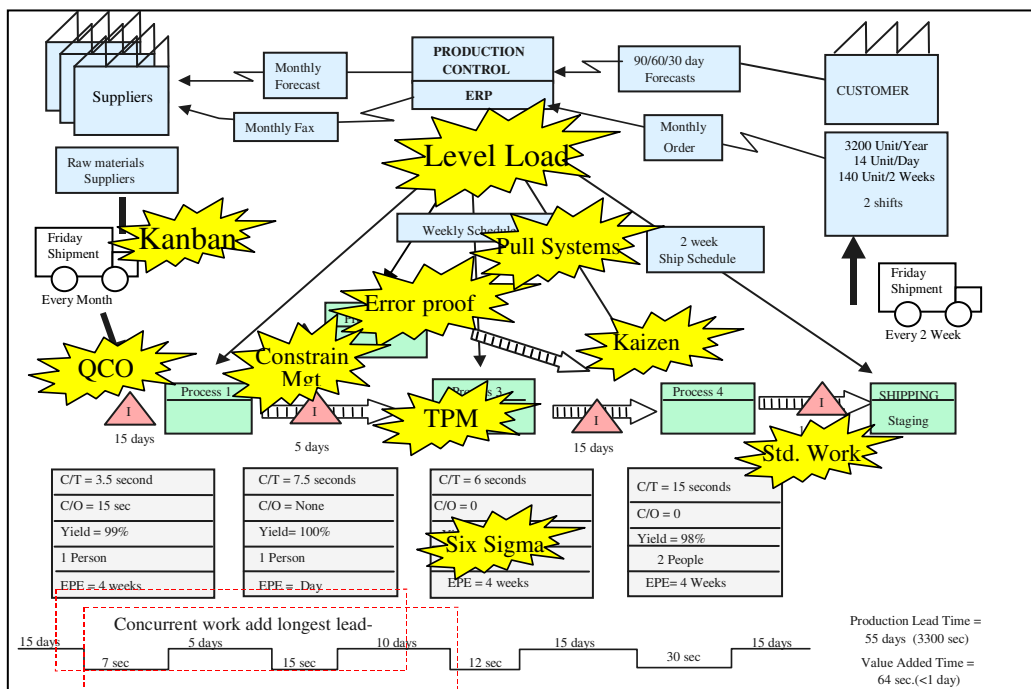 Suppliers
Monthly
Forecast
Monthly Fax
PRODUCTION
CONTROL
ERP
90/60/30 day
Forecasts
Monthly
Order
CUSTOMER
3200 Unit/Year
14 Unit/Day
140 Unit/2 Weeks
2 shifts
Raw materials
Suppliers
Level Load
Kanban
Friday
Shipment
Every Month
Weekly Schedule
Pull Systems
2 week
Ship Schedule
Friday
Shipment
Every 2 Week
Error proof
Kaizen
Constrain
Mgt
QCO
I
15 days
Process 1
I
5 days
Process 3
TPM
I
15 days
Process 4
I
SHIPPING
Staging
Std. Work
C/T = 3.5 second
C/O = 15 sec
Yield = 99%
1 Person
EPE = 4 weeks
C/T = 7.5 seconds
C/O = None
Yield= 100%
1 Person
EPE = Day
C/T = 6 seconds
C/O = 0
Six Sigma
EPE = 4 weeks
C/T = 15 seconds
C/O = 0
Yield = 98%
2 People
EPE= 4 Weeks
Concurrent work add longest lead-
15 days
7 sec
5 days
15 sec
10 days
12 sec
15 days
30 sec
15 days
Production Lead Time =
55 days (3300 sec)
Value Added Time =
64 sec.(<1 day)